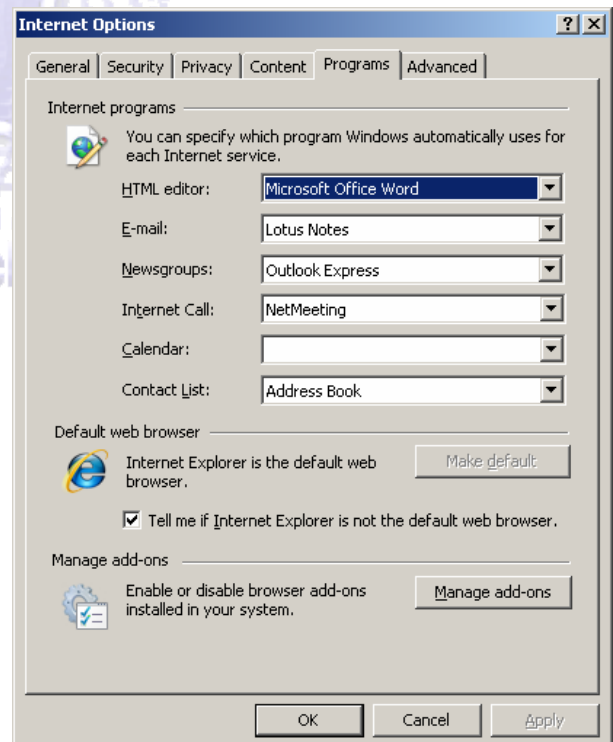 Internet Options
General Security Privacy Content Programs Advanced
Internet programs
You can specify which program Windows automatically uses for
each Internet service.
HTML editor: Microsoft Office Word
E-mail: Lotus Notes
Newsgroups: Outlook Express
Internet Call: NetMeeting
Calendar:
Contact List: Address Book
Default web browser
Internet Explorer is the default web
browser.
Make default
Tell me if Internet Explorer is not the default web browser.
Manage add-ons
Enable or disable browser add-ons
installed in your system.
Manage add-ons
OK Cancel Apply